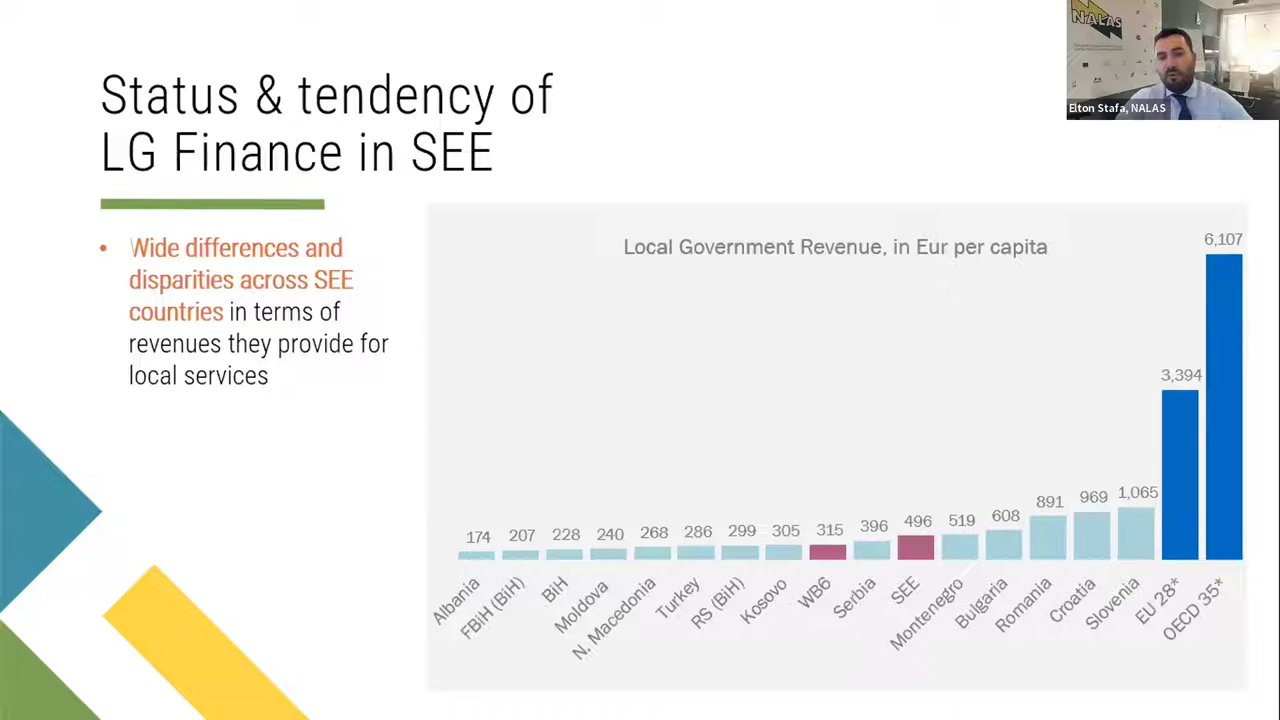 NALAS
Elton Stafa, NALAS
Status & tendency of
LG Finance in SEE
• Wide differences and
disparities across SEE
countries in terms of
revenues they provide for
local services
Local Government Revenue, in Eur per capita
174
207
228
240
268
286
299
305
315
396
496
519
608
891
969
1,065
3,394
6,107
Albania
FBiH (BiH)
BiH
Moldova
N. Macedonia
Turkey
RS (BiH)
Kosovo
WB6
Serbia
SEE
Montenegro
Bulgaria
Romania
Croatia
Slovenia
EU 28*
OECD 35*